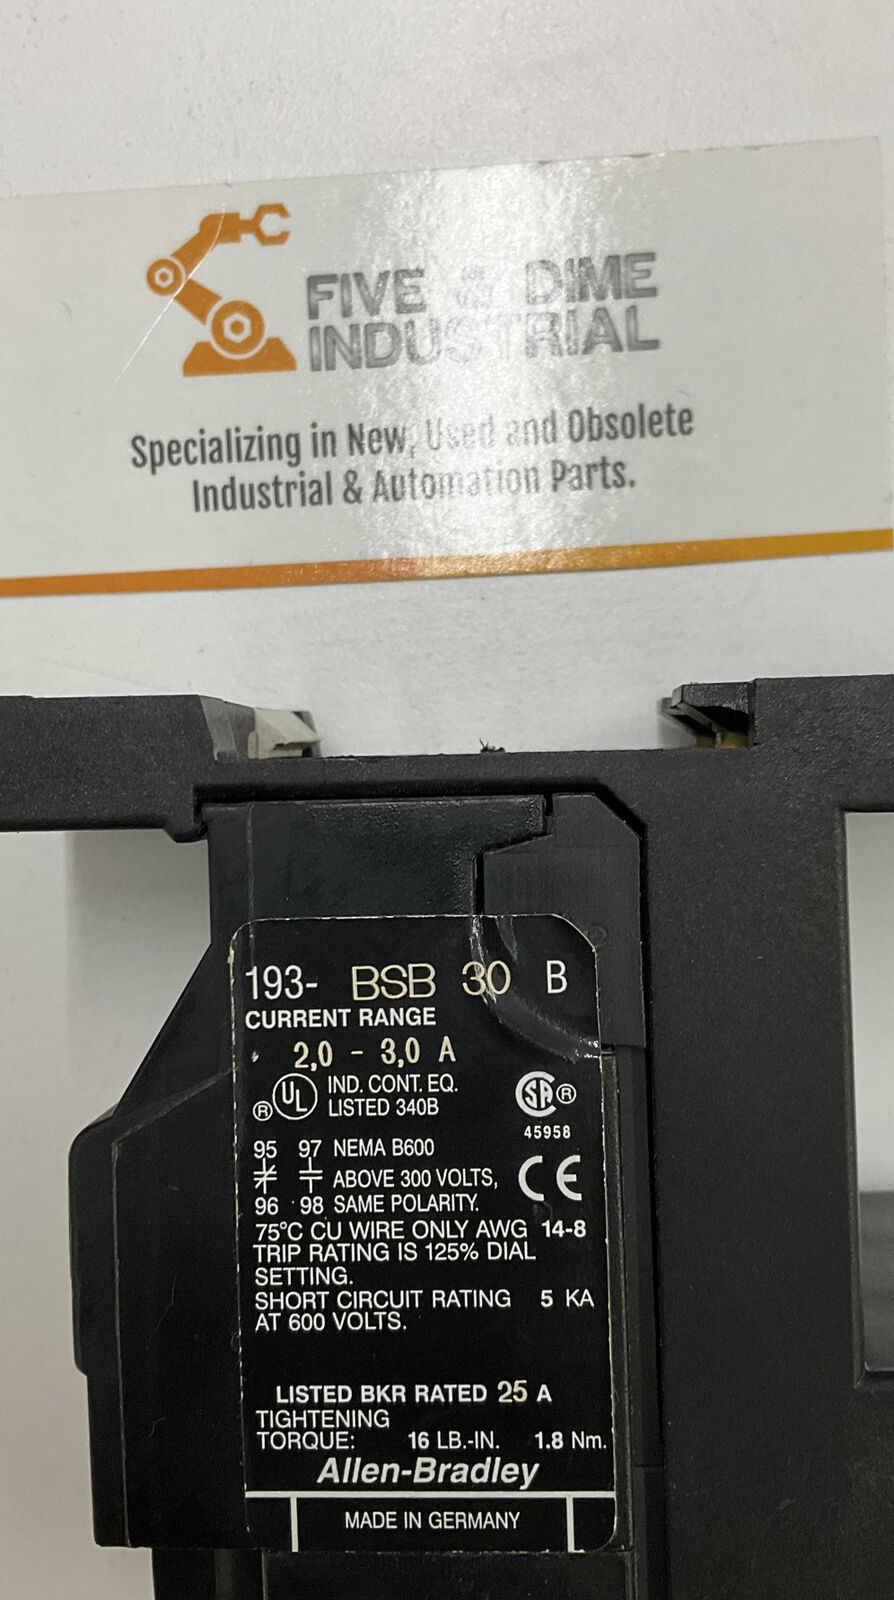 FIVE & DIME
INDUSTRIAL
Specializing in New, Used and Obsolete
Industrial & Automation Parts.
193- BSB 30 B
CURRENT RANGE
2,0 - 3,0 A
® UL IND. CONT. EQ.
LISTED 340B
SA ®
45958
95 97 NEMA B600
ABOVE 300 VOLTS,
96 98 SAME POLARITY.
CE
75°C CU WIRE ONLY AWG 14-8
TRIP RATING IS 125% DIAL
SETTING.
SHORT CIRCUIT RATING 5 KA
AT 600 VOLTS.
LISTED BKR RATED 25 A
TIGHTENING
TORQUE: 16 LB.-IN. 1.8 Nm.
Allen-Bradley
MADE IN GERMANY